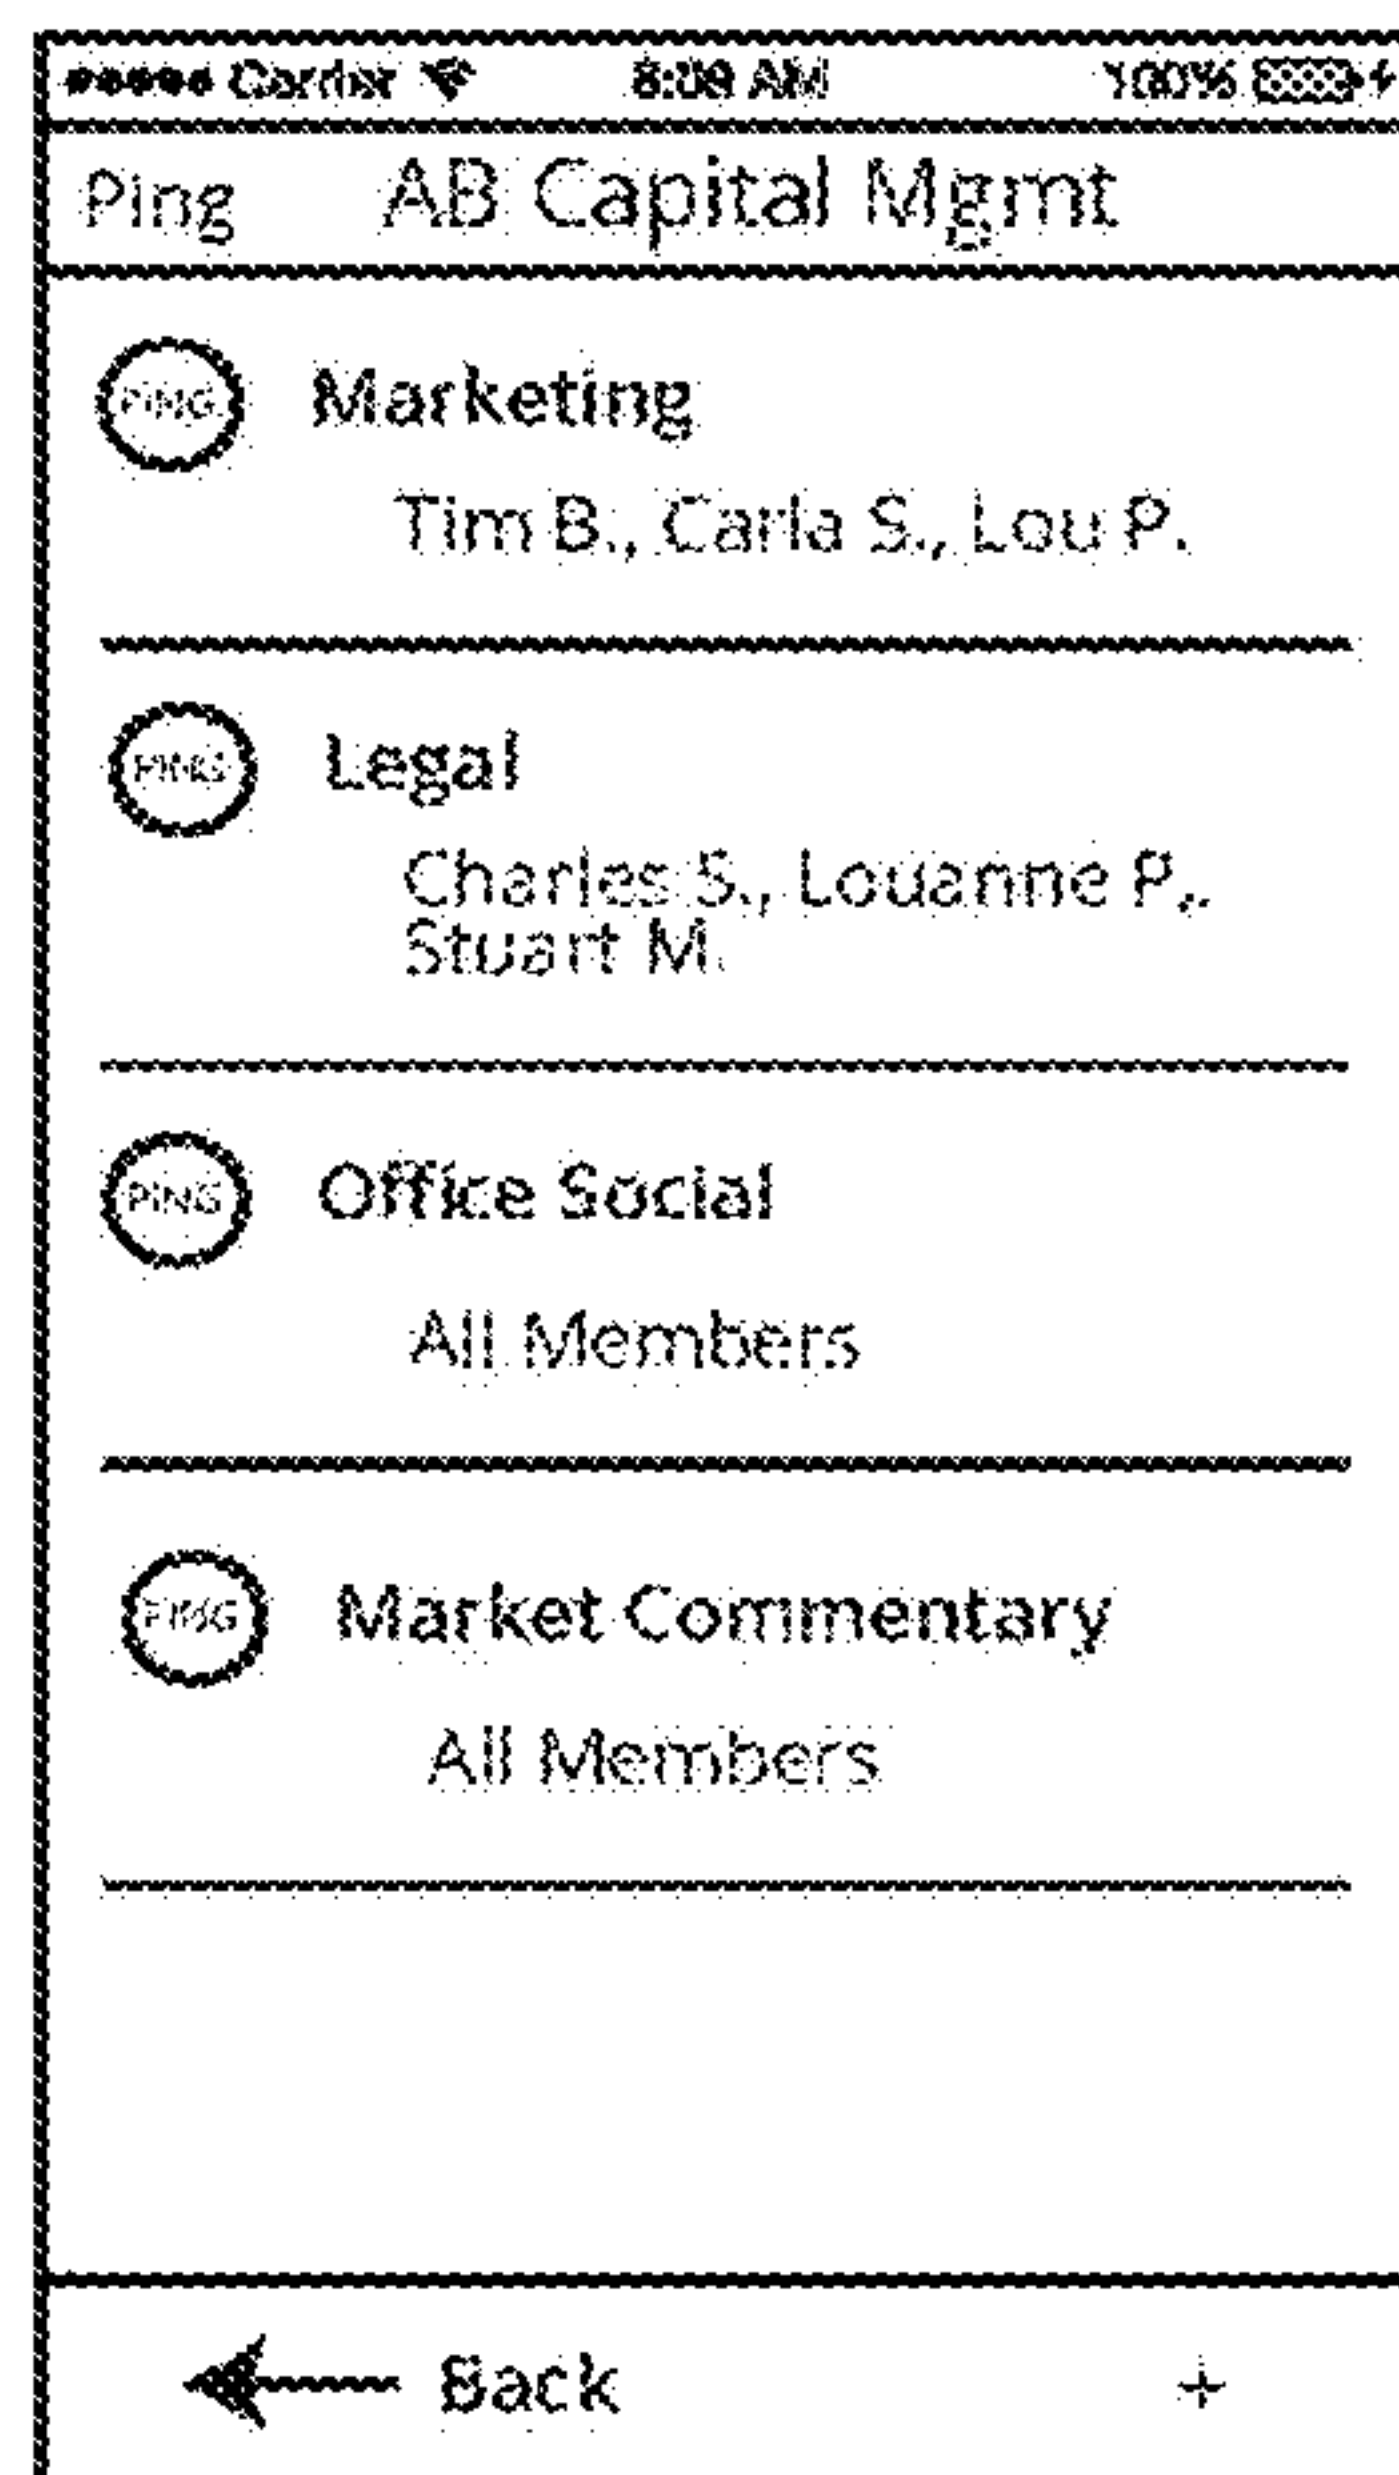 Carrier 8:09 AM 100%
Ping AB Capital Mgmt
PING Marketing
Tim B., Carla S., Lou P.
PING Legal
Charles S., Louanne P.,
Stuart M.
PING Office Social
All Members
PING Market Commentary
All Members
Back +